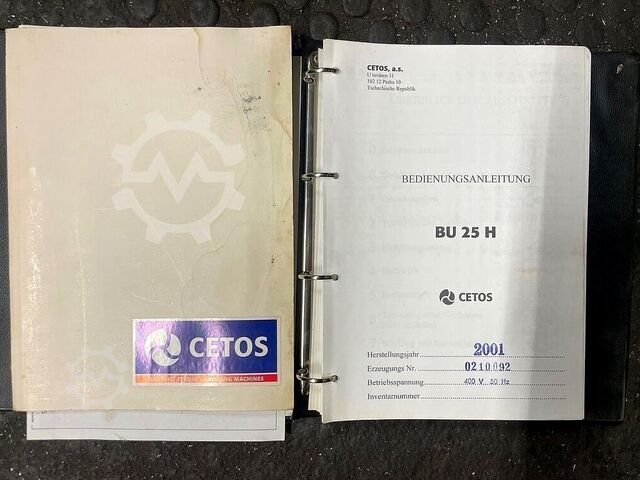 CETOS
CETOS, a.s.
U továren 31
102 12 Praha 10
Tschechische Republik
BEDIENUNGSANLEITUNG
BU 25 H
CETOS
Herstellungsjahr 2001
Erzeugungs Nr. 0210092
Betriebsspannung 400 V 50 Hz
Inventarnummer